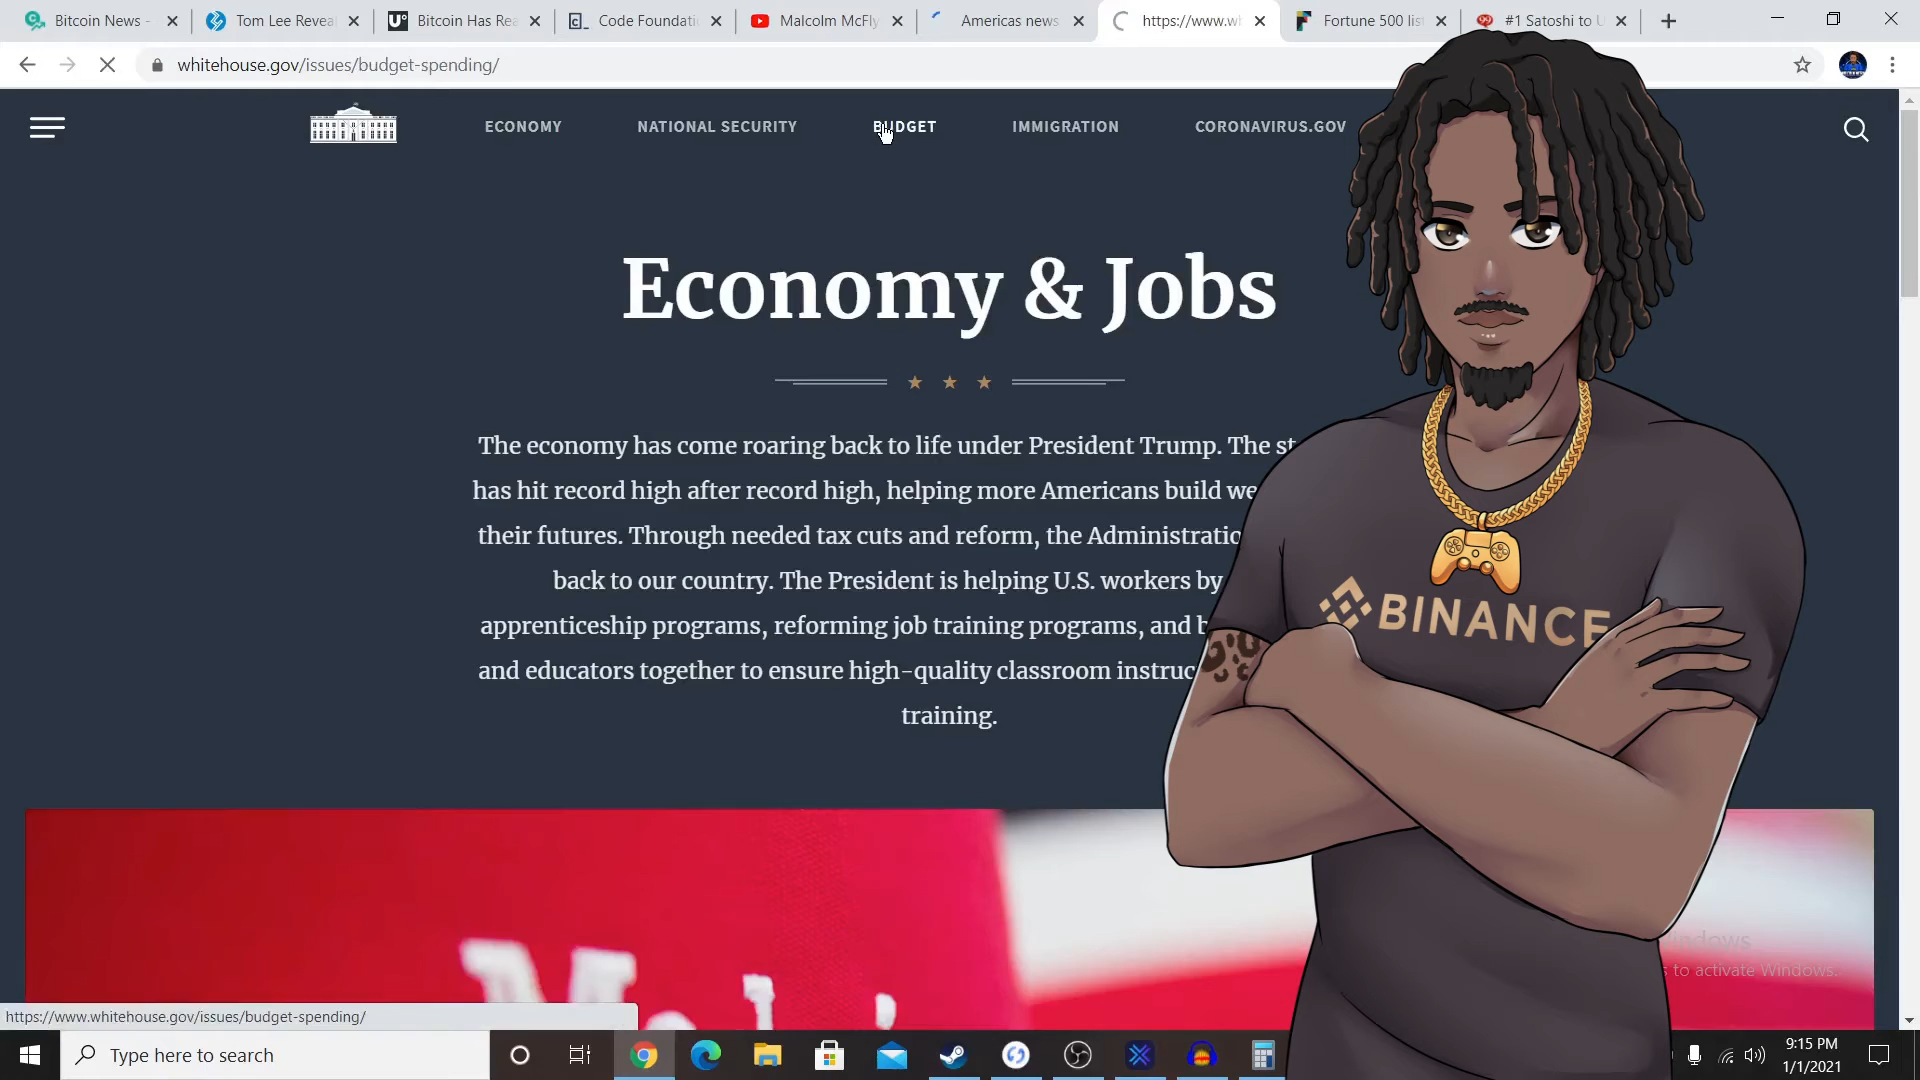 Bitcoin News -
Tom Lee Revea
Bitcoin Has Rea
Code Foundati
Malcolm McFly
Americas news
https://www.wh
Fortune 500 list
#1 Satoshi to U
whitehouse.gov/issues/budget-spending/
ECONOMY
NATIONAL SECURITY
BUDGET
IMMIGRATION
CORONAVIRUS.GOV
Economy & Jobs
The economy has come roaring back to life under President Trump. The st
has hit record high after record high, helping more Americans build we
their futures. Through needed tax cuts and reform, the Administratio
back to our country. The President is helping U.S. workers by
apprenticeship programs, reforming job training programs, and b
and educators together to ensure high-quality classroom instruc
training.
BINANCE
indows
s to activate Windows.
https://www.whitehouse.gov/issues/budget-spending/
Type here to search
9:15 PM
1/1/2021